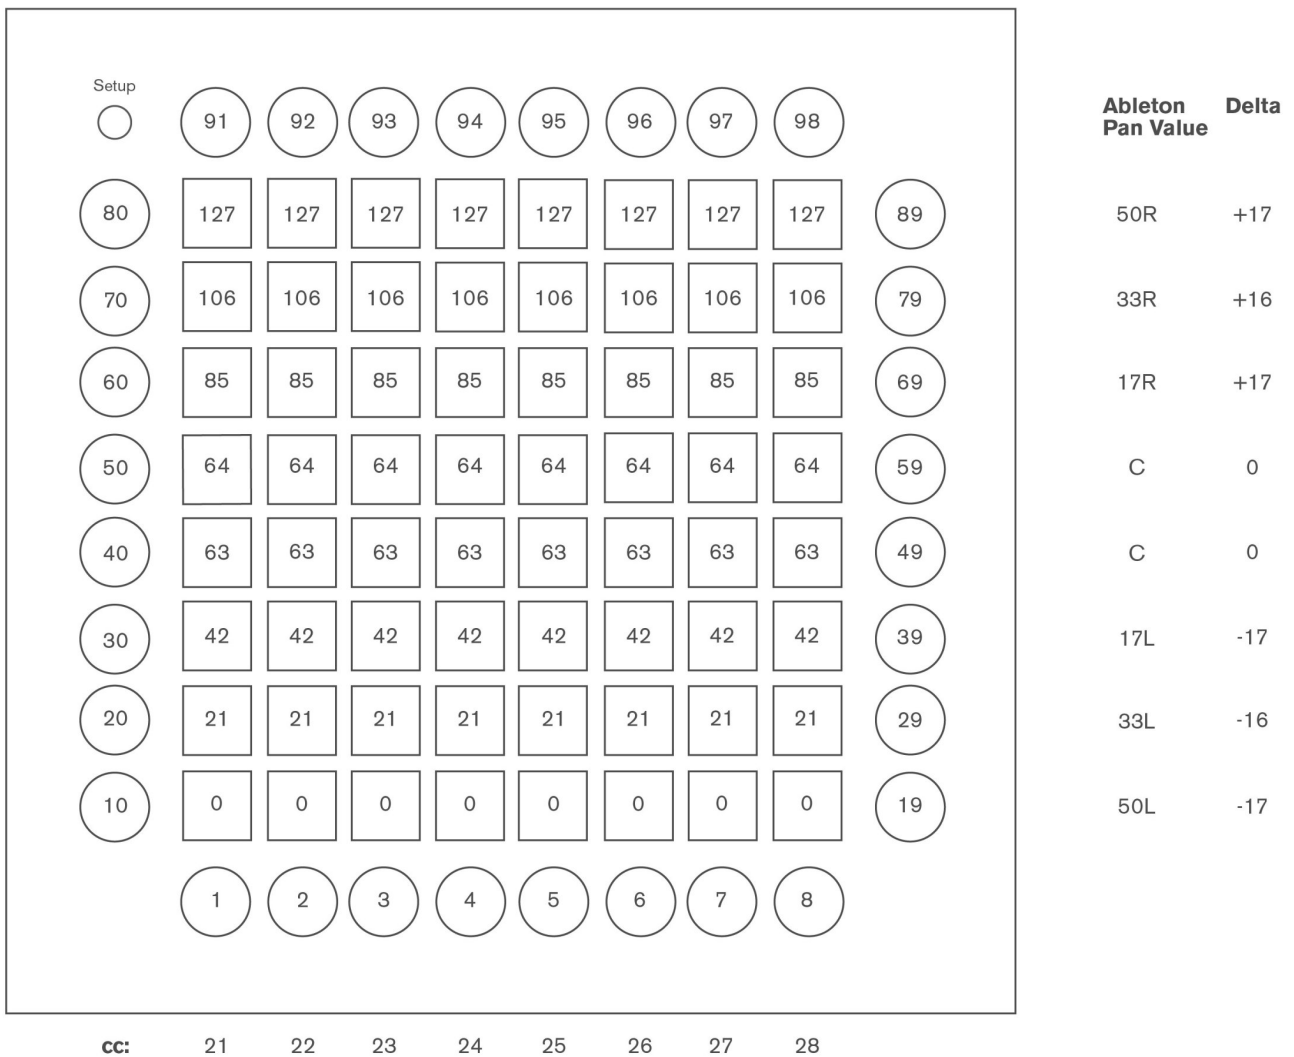 Setup
91 92 93 94 95 96 97 98
Ableton Delta
Pan Value
80 127 127 127 127 127 127 127 127 89 50R +17
70 106 106 106 106 106 106 106 106 79 33R +16
60 85 85 85 85 85 85 85 85 69 17R +17
50 64 64 64 64 64 64 64 64 59 C 0
40 63 63 63 63 63 63 63 63 49 C 0
30 42 42 42 42 42 42 42 42 39 17L -17
20 21 21 21 21 21 21 21 21 29 33L -16
10 0 0 0 0 0 0 0 0 19 50L -17
1 2 3 4 5 6 7 8
cc: 21 22 23 24 25 26 27 28